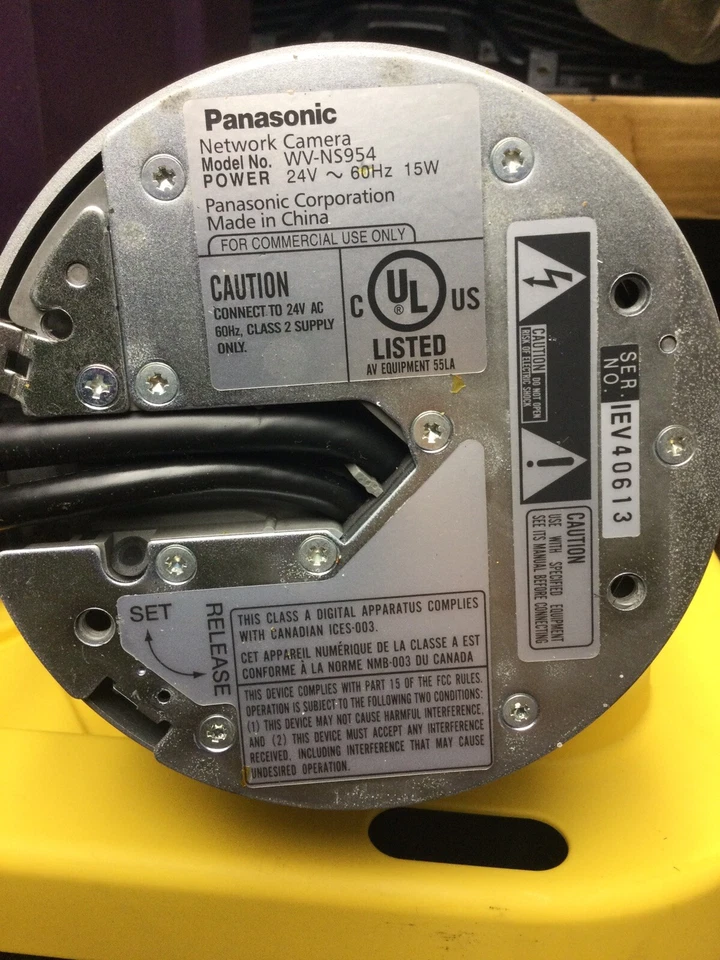 Panasonic
Network Camera
Model No. WV-NS954
POWER 24V ～ 60Hz 15W
Panasonic Corporation
Made in China
FOR COMMERCIAL USE ONLY
CAUTION
CONNECT TO 24V AC
60Hz, CLASS 2 SUPPLY
ONLY.
C UL US
®
LISTED
AV EQUIPMENT 55LA
CAUTION
RISK OF ELECTRIC SHOCK
DO NOT OPEN
SER.
NO.
IEV40613
CAUTION
USE WITH SPECIFIED EQUIPMENT
SEE ITS MANUAL BEFORE CONNECTING
SET
RELEASE
THIS CLASS A DIGITAL APPARATUS COMPLIES
WITH CANADIAN ICES-003.
CET APPAREIL NUMÉRIQUE DE LA CLASSE A EST
CONFORME À LA NORME NMB-003 DU CANADA
THIS DEVICE COMPLIES WITH PART 15 OF THE FCC RULES.
OPERATION IS SUBJECT TO THE FOLLOWING TWO CONDITIONS:
(1) THIS DEVICE MAY NOT CAUSE HARMFUL INTERFERENCE,
AND (2) THIS DEVICE MUST ACCEPT ANY INTERFERENCE
RECEIVED, INCLUDING INTERFERENCE THAT MAY CAUSE
UNDESIRED OPERATION.